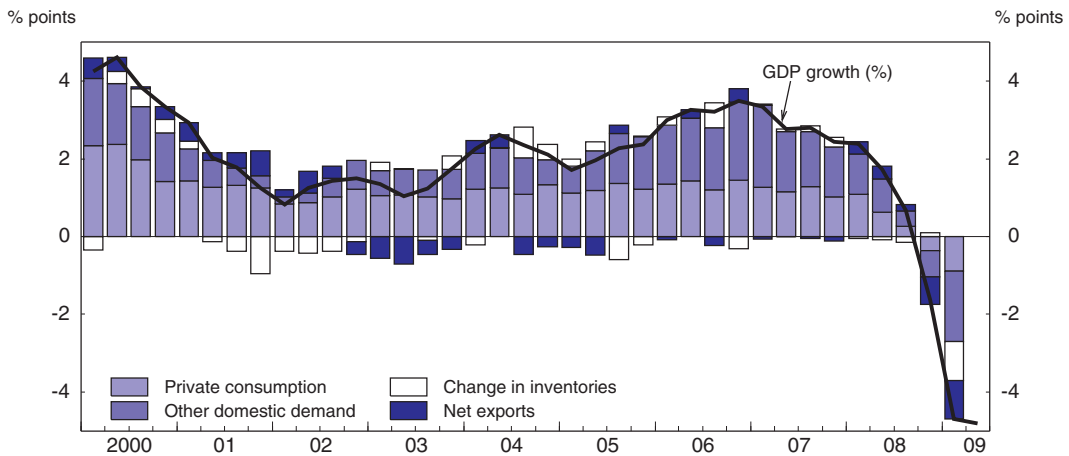 % points % points
4 4
GDP growth (%)
2 2
0 0
-2 -2
-4 -4
Private consumption Change in inventories
Other domestic demand Net exports
2000 01 02 03 04 05 06 07 08 09